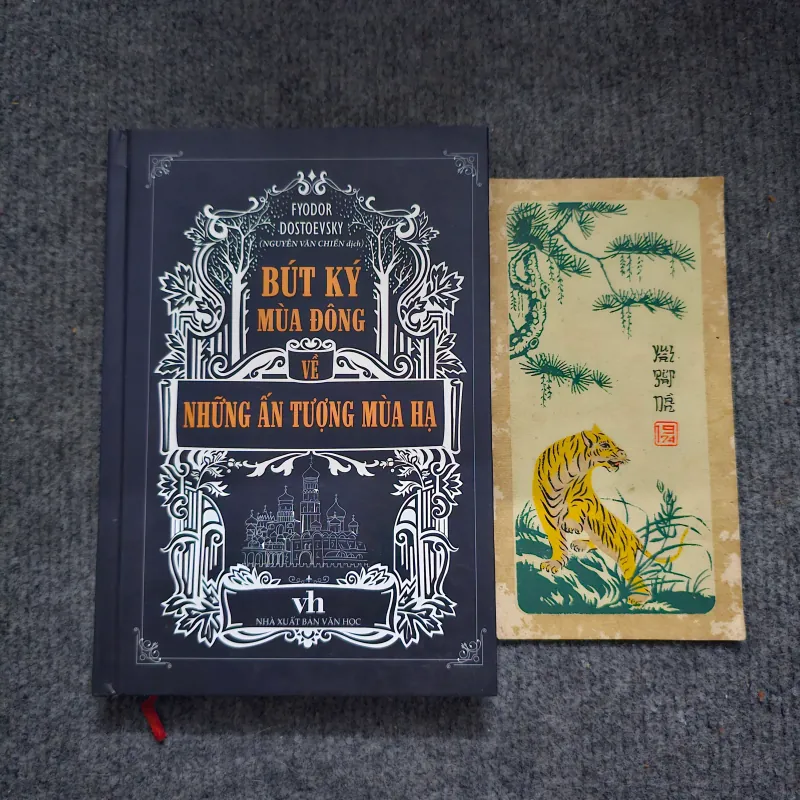 FYODOR
DOSTOEVSKY
(NGUYỄN VĂN CHIẾN dịch)
BÚT KÝ
MÙA ĐÔNG
VỀ
NHỮNG ẤN TƯỢNG MÙA HẠ
vh
NHÀ XUẤT BẢN VĂN HỌC
1974